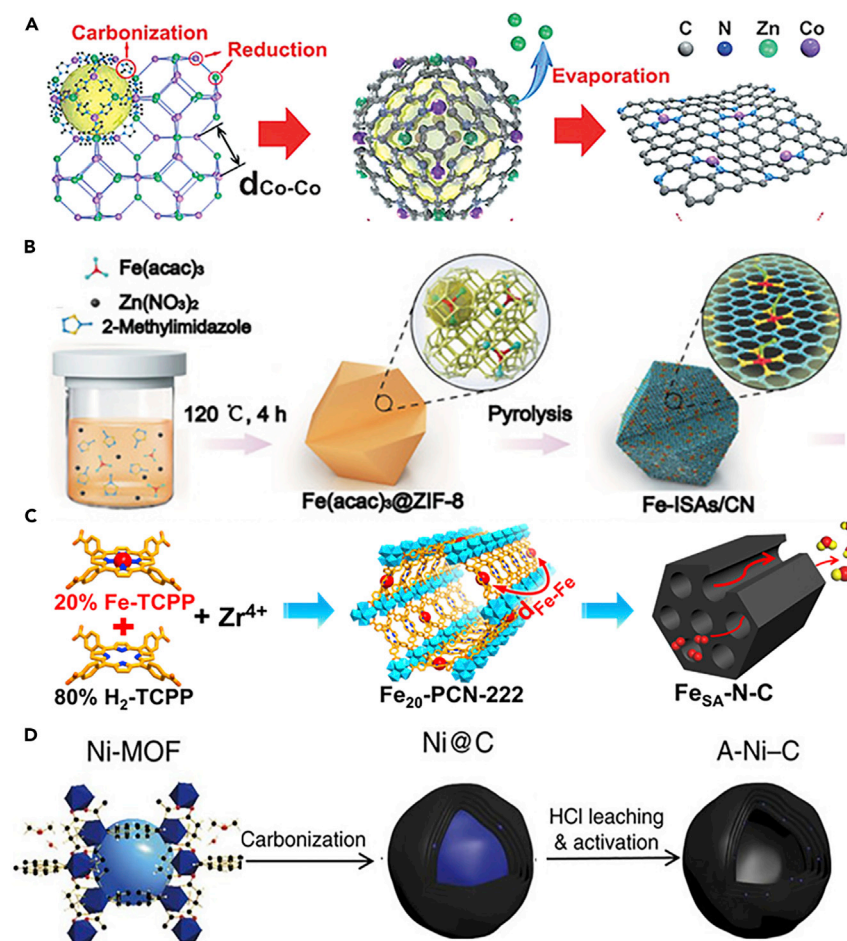 A
Carbonization
Reduction
dCo-Co
Evaporation
C N Zn Co
B
Fe(acac)₃
Zn(NO₃)₂
2-Methylimidazole
120 ℃, 4 h
Fe(acac)₃@ZIF-8
Pyrolysis
Fe-ISAs/CN
C
20% Fe-TCPP
+ Zr⁴⁺
80% H₂-TCPP
dFe-Fe
Fe₂₀-PCN-222
FeSA-N-C
D
Ni-MOF
Carbonization
Ni@C
HCl leaching
& activation
A-Ni–C